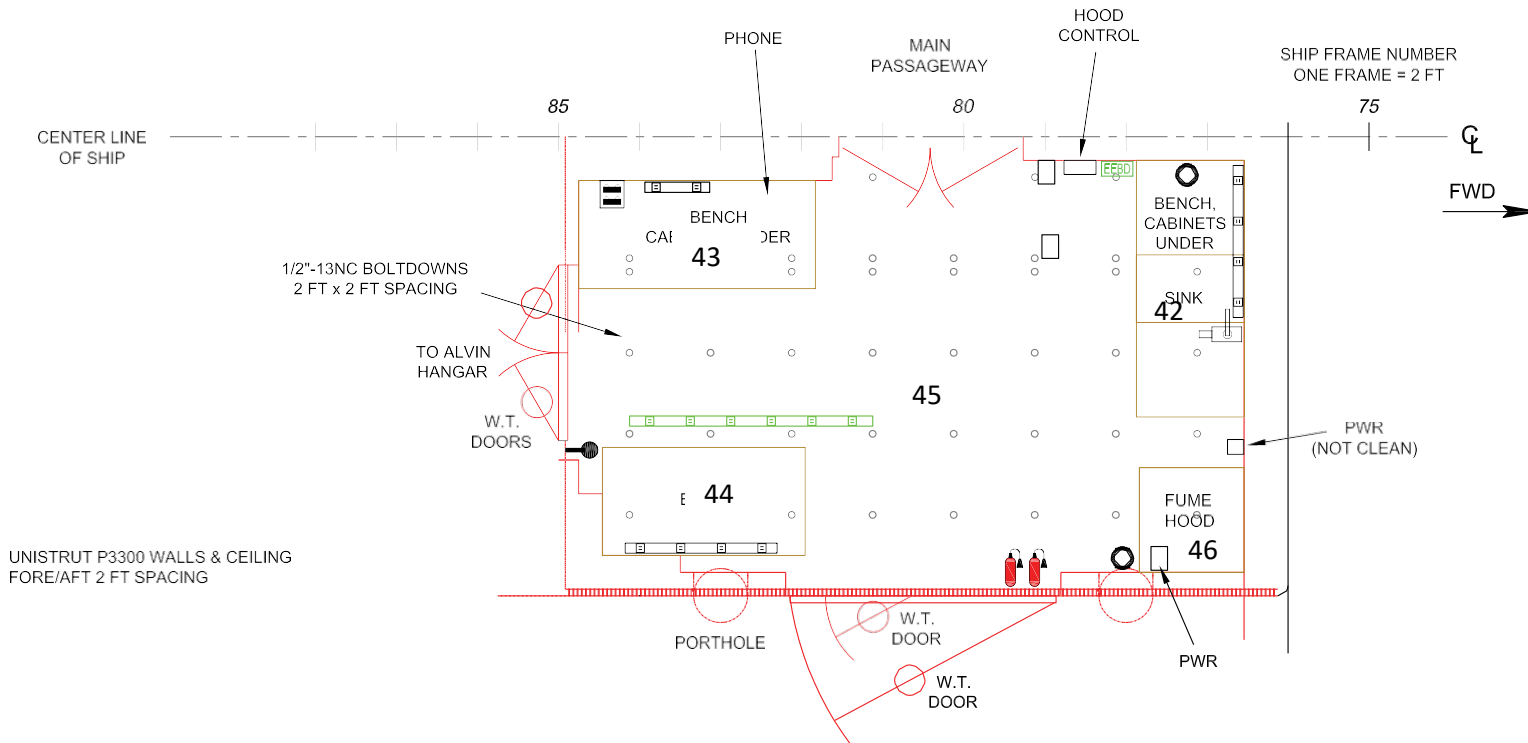 HOOD
CONTROL
PHONE
MAIN
PASSAGEWAY
SHIP FRAME NUMBER
ONE FRAME = 2 FT
85
80
75
CENTER LINE
OF SHIP
CL
FWD
EEBD
BENCH
43
BENCH,
CABINETS
UNDER
1/2"-13NC BOLTDOWNS
2 FT x 2 FT SPACING
SINK
42
TO ALVIN
HANGAR
45
W.T.
DOORS
PWR
(NOT CLEAN)
44
FUME
HOOD
46
UNISTRUT P3300 WALLS & CEILING
FORE/AFT 2 FT SPACING
PORTHOLE
W.T.
DOOR
PWR
W.T.
DOOR